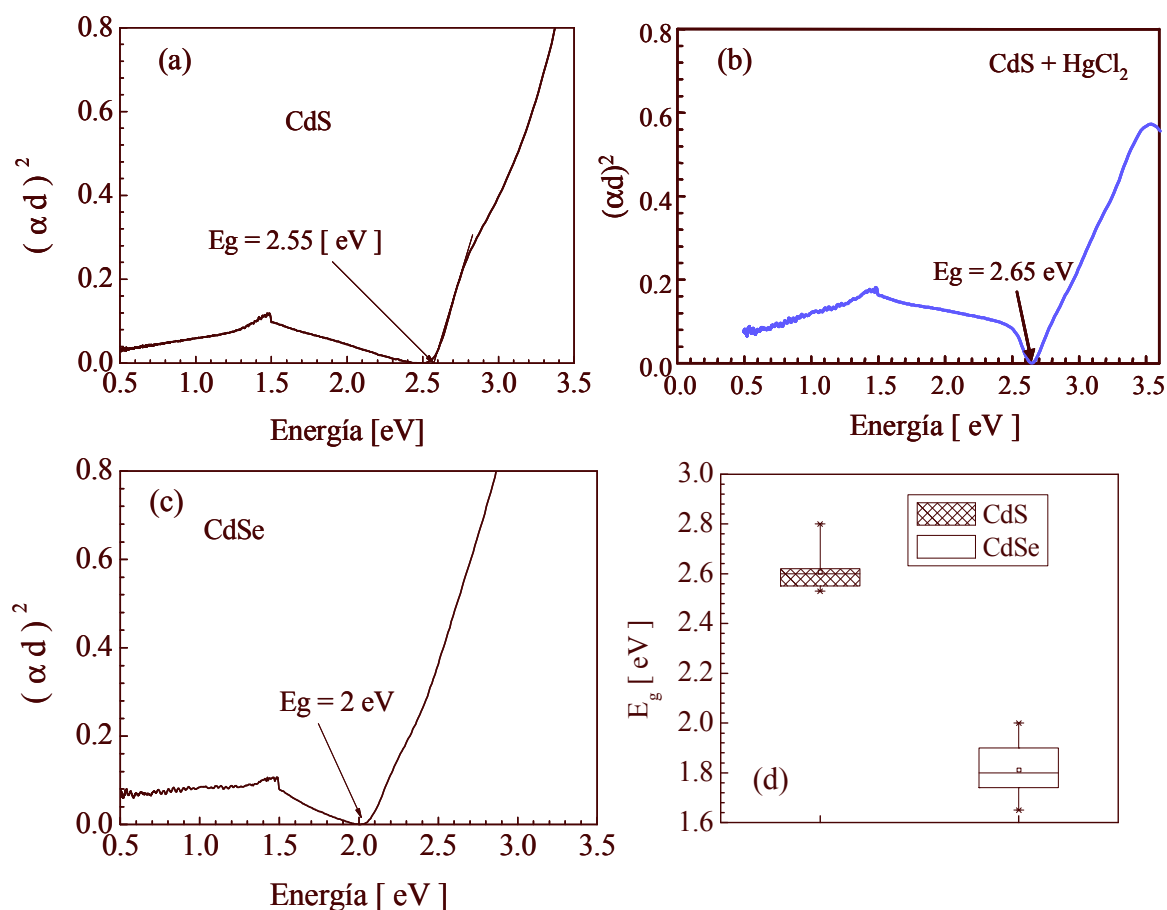 (a)
CdS
Eg = 2.55 [ eV ]
( α d ) 2
0.8
0.6
0.4
0.2
0.0
0.5 1.0 1.5 2.0 2.5 3.0 3.5
Energía [eV]
(b)
CdS + HgCl2
Eg = 2.65 eV
(αd)2
0.8
0.6
0.4
0.2
0.0
0.0 0.5 1.0 1.5 2.0 2.5 3.0 3.5
Energía [ eV ]
(c)
CdSe
Eg = 2 eV
( α d ) 2
0.8
0.6
0.4
0.2
0.0
0.5 1.0 1.5 2.0 2.5 3.0 3.5
Energía [ eV ]
CdS
CdSe
(d)
Eg [ eV ]
3.0
2.8
2.6
2.4
2.2
2.0
1.8
1.6